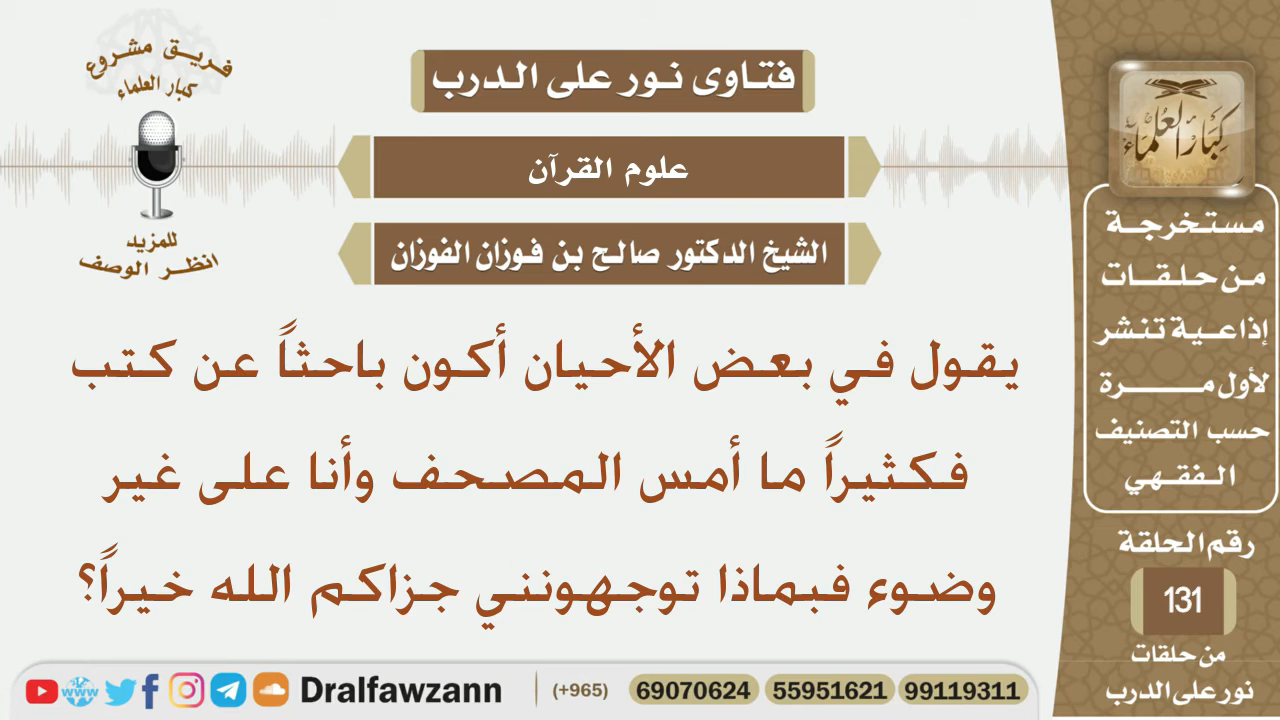 فريق مشروع
كبار العلماء
للمزيد
انظر الوصف
فتاوى نور على الدرب
علوم القرآن
الشيخ الدكتور صالح بن فوزان الفوزان
يقول في بعض الأحيان أكون باحثاً عن كتب
فكثيراً ما أمس المصحف وأنا على غير
وضوء فبماذا توجهونني جزاكم الله خيراً؟
كبار العلماء
مستخرجة
من حلقات
إذاعية تنشر
لأول مرة
حسب التصنيف
الفقهي
رقم الحلقة
131
من حلقات
نور على الدرب
www Dralfawzann (+965) 69070624 55951621 99119311